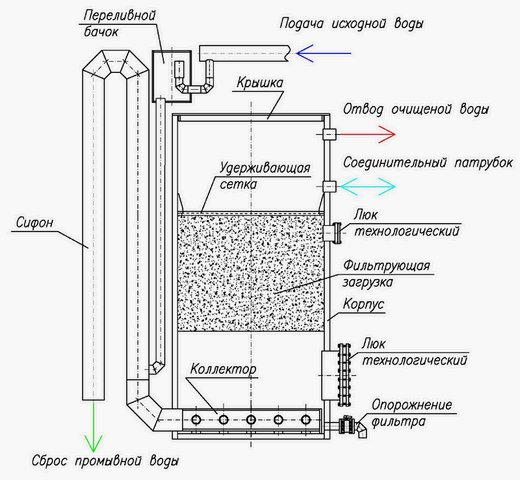 Переливной
бачок
Подача исходной воды
Крышка
Отвод очищеной воды
Удерживающая
сетка
Соединительный патрубок
Сифон
Люк
технологический
Фильтрующая
загрузка
Корпус
Люк
технологический
Коллектор
Опорожнение
фильтра
Сброс промывной воды